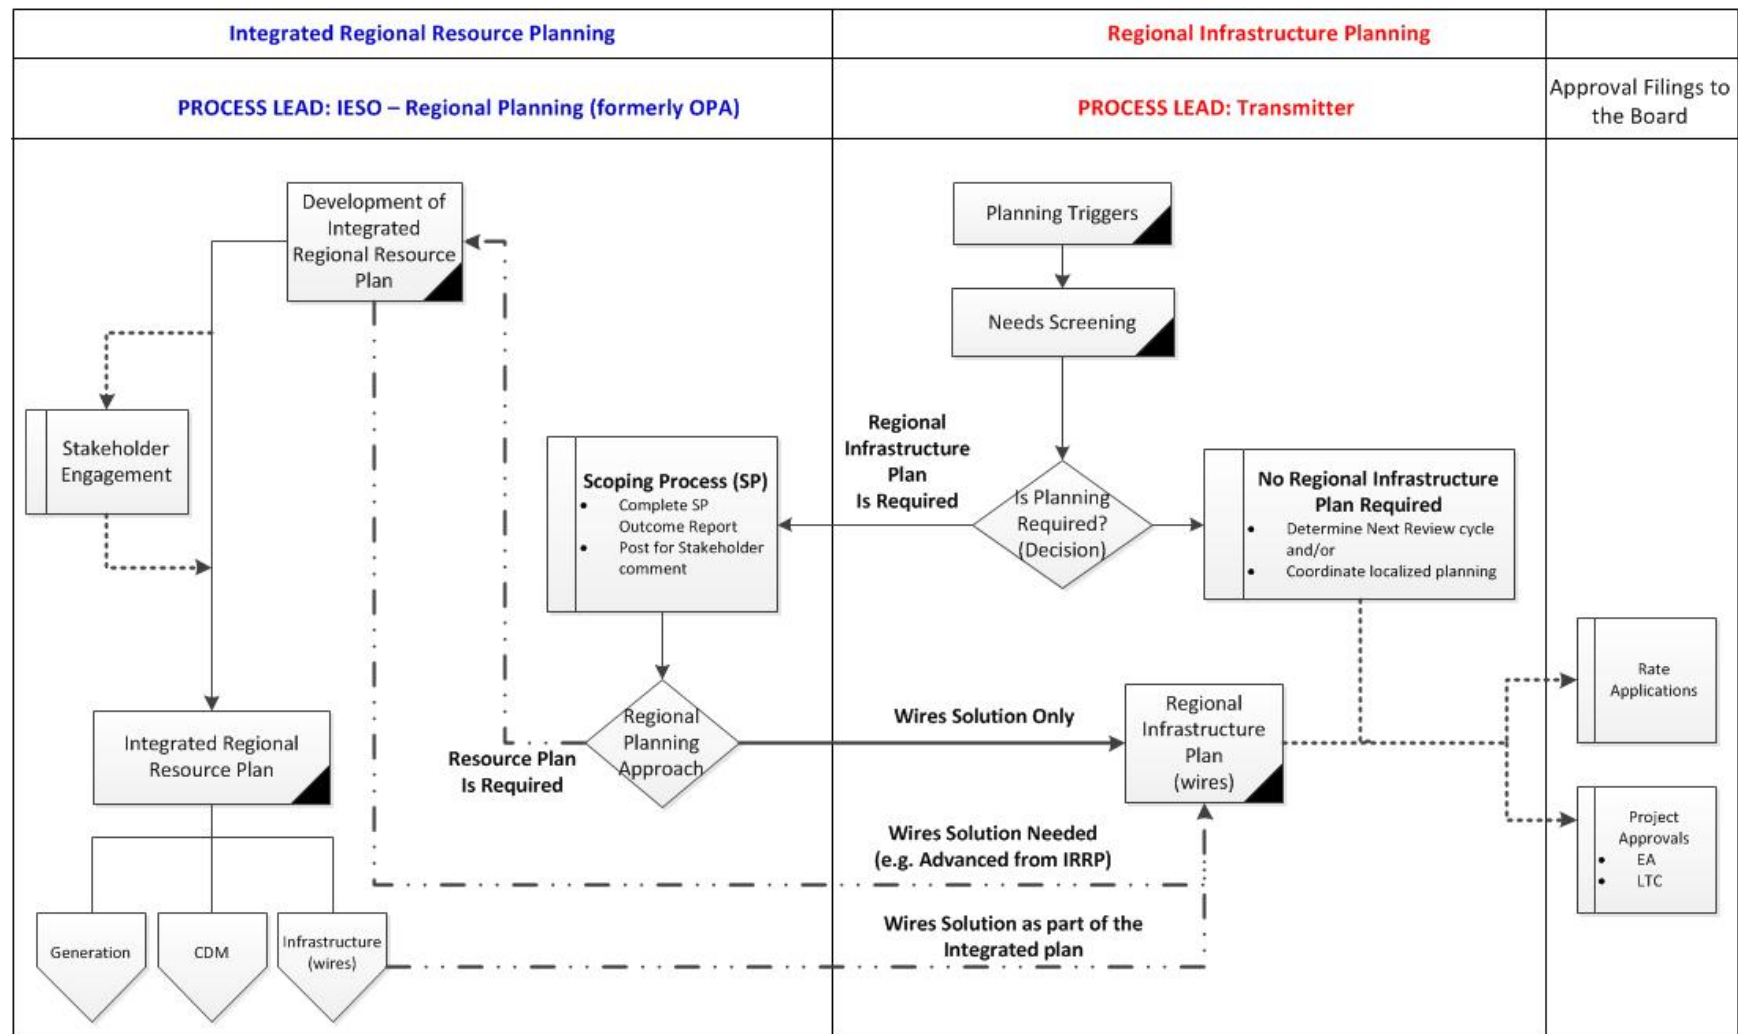 Integrated Regional Resource Planning
Regional Infrastructure Planning
PROCESS LEAD: IESO – Regional Planning (formerly OPA)
PROCESS LEAD: Transmitter
Approval Filings to
the Board
Development of
Integrated
Regional Resource
Plan
Planning Triggers
Needs Screening
Stakeholder
Engagement
Scoping Process (SP)
• Complete SP
Outcome Report
• Post for Stakeholder
comment
Regional
Infrastructure
Plan
Is Required
Is Planning
Required?
(Decision)
No Regional Infrastructure
Plan Required
• Determine Next Review cycle
and/or
• Coordinate localized planning
Rate
Applications
Integrated Regional
Resource Plan
Resource Plan
Is Required
Regional
Planning
Approach
Wires Solution Only
Regional
Infrastructure
Plan
(wires)
Wires Solution Needed
(e.g. Advanced from IRRP)
Project
Approvals
• EA
• LTC
Generation
CDM
Infrastructure
(wires)
Wires Solution as part of the
Integrated plan